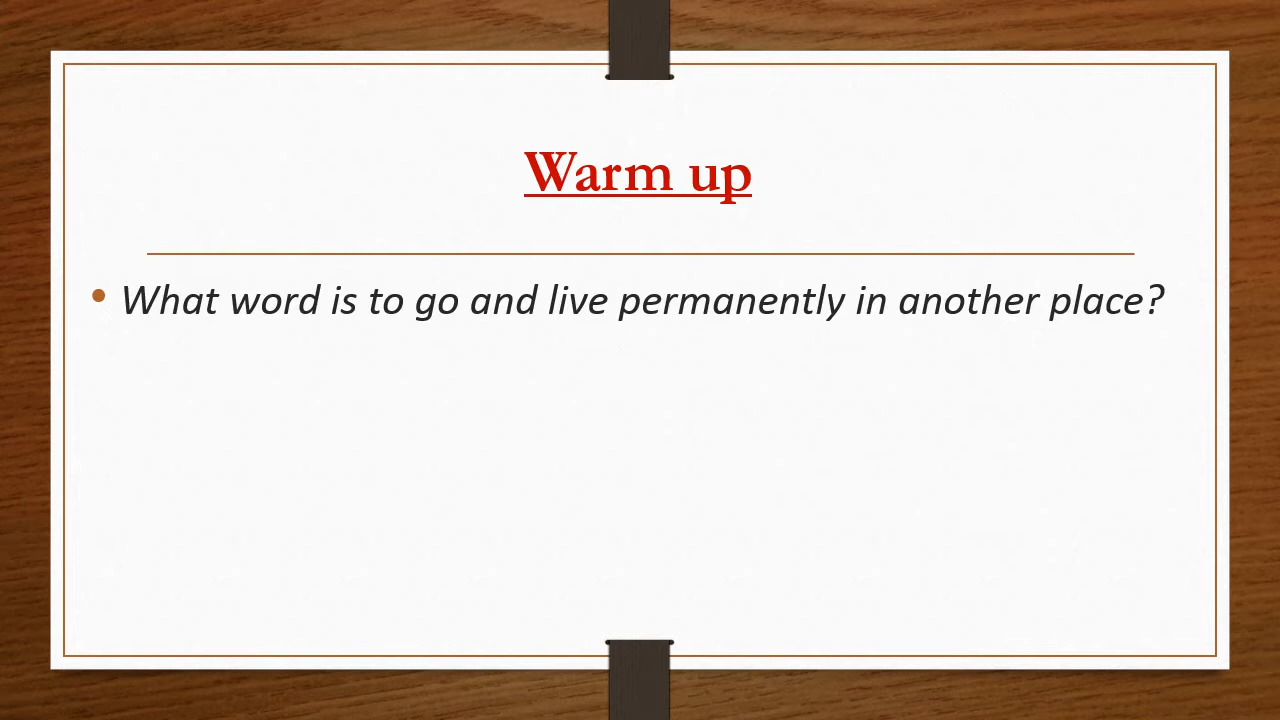 Warm up
• What word is to go and live permanently in another place?